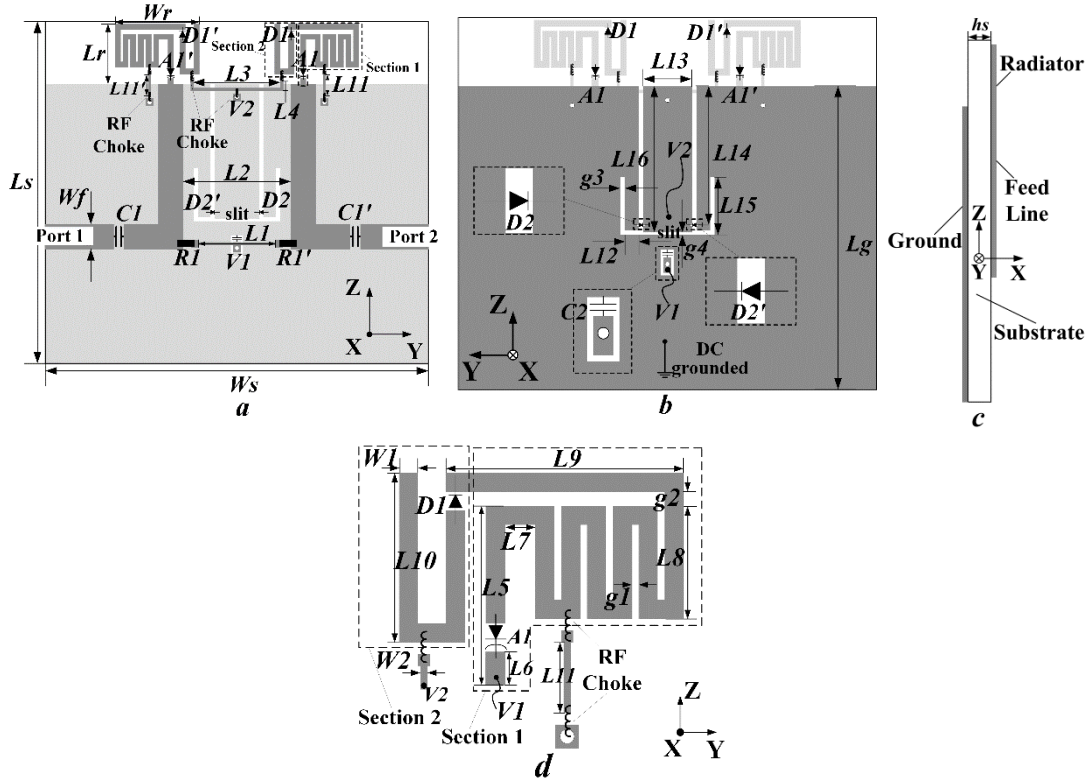 Wr
D1'
D1
Section 2
A1'
A1
Section 1
Lr
L11'
L3
L11
V2
L4
RF
Choke
RF
Choke
Ls
L2
Wf
D2'
D2
C1
slit
C1'
Port 1
L1
Port 2
R1
V1
R1'
Z
X
Y
Ws
a
D1
D1'
L13
A1
A1'
L16
V2
L14
g3
L15
D2
slit
L12
g4
Lg
C2
V1
D2'
Z
Y
X
DC
grounded
b
hs
Radiator
Feed
Line
Ground
Z
Y
X
Substrate
c
W1
L9
g2
D1
L7
L10
L5
L8
g1
A1
W2
L6
L11
RF
Choke
V2
Section 2
V1
Section 1
Z
X
Y
d